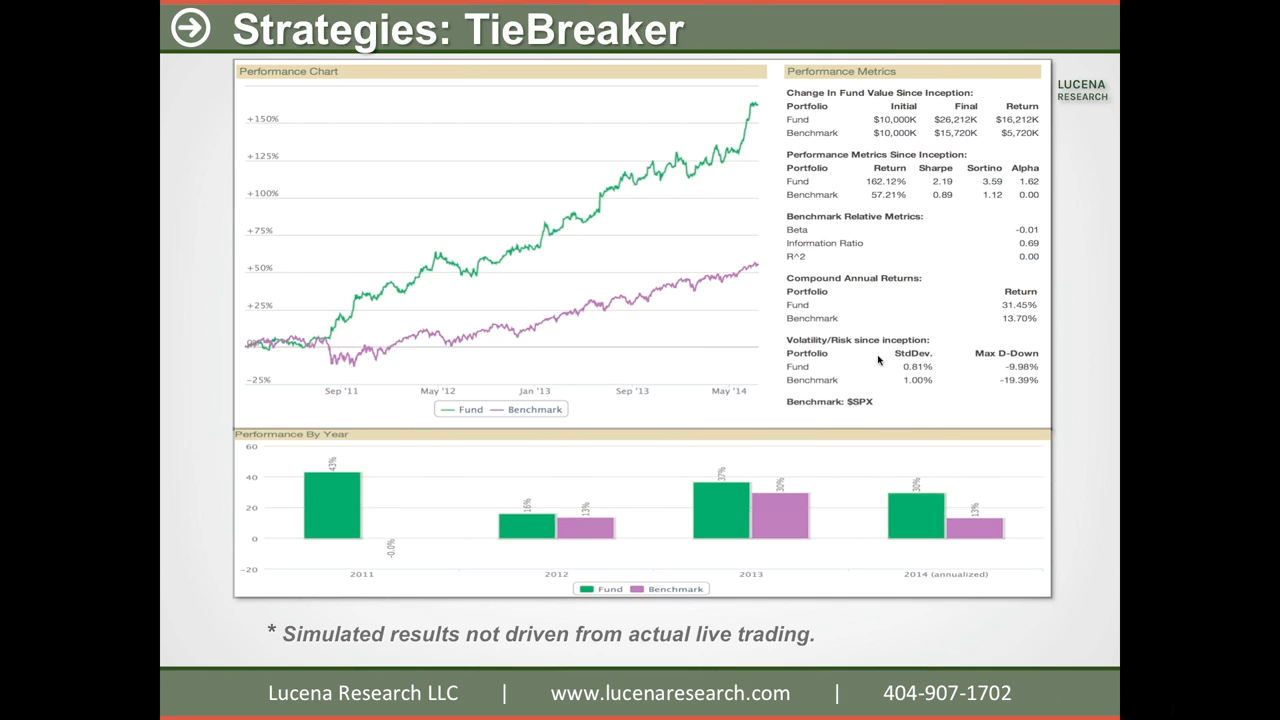 Strategies: TieBreaker
LUCENA
RESEARCH
Performance Chart
+150%
+125%
+100%
+75%
+50%
+25%
0%
-25%
Sep '11 May '12 Jan '13 Sep '13 May '14
Fund Benchmark
Performance Metrics
Change In Fund Value Since Inception:
Portfolio Initial Final Return
Fund $10,000K $26,212K $16,212K
Benchmark $10,000K $15,720K $5,720K
Performance Metrics Since Inception:
Portfolio Return Sharpe Sortino Alpha
Fund 162.12% 2.19 3.59 1.62
Benchmark 57.21% 0.89 1.12 0.00
Benchmark Relative Metrics:
Beta -0.01
Information Ratio 0.69
R^2 0.00
Compound Annual Returns:
Portfolio Return
Fund 31.45%
Benchmark 13.70%
Volatility/Risk since inception:
Portfolio StdDev. Max D-Down
Fund 0.81% -9.98%
Benchmark 1.00% -19.39%
Benchmark: $SPX
Performance By Year
60
40
20
0
-20
43% -0.0% 16% 13% 37% 30% 30% 13%
2011 2012 2013 2014 (annualized)
Fund Benchmark
* Simulated results not driven from actual live trading.
Lucena Research LLC | www.lucenaresearch.com | 404-907-1702